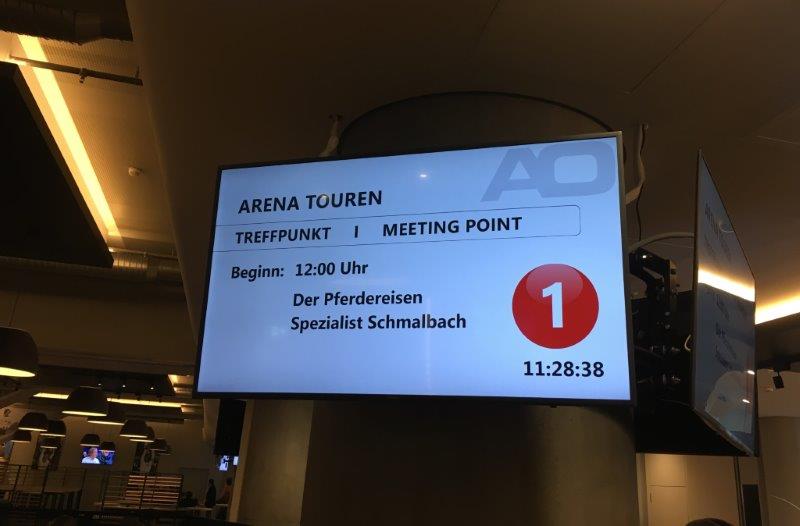 AO
ARENA TOUREN
TREFFPUNKT I MEETING POINT
Beginn: 12:00 Uhr
Der Pferdereisen
Spezialist Schmalbach
1
11:28:38